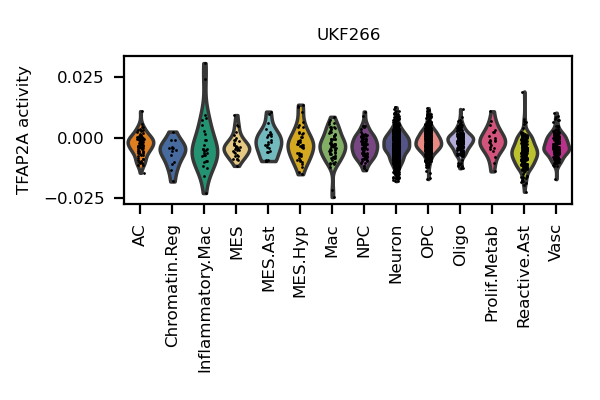 UKF266
TFAP2A activity
0.025
0.000
−0.025
AC
Chromatin.Reg
Inflammatory.Mac
MES
MES.Ast
MES.Hyp
Mac
NPC
Neuron
OPC
Oligo
Prolif.Metab
Reactive.Ast
Vasc